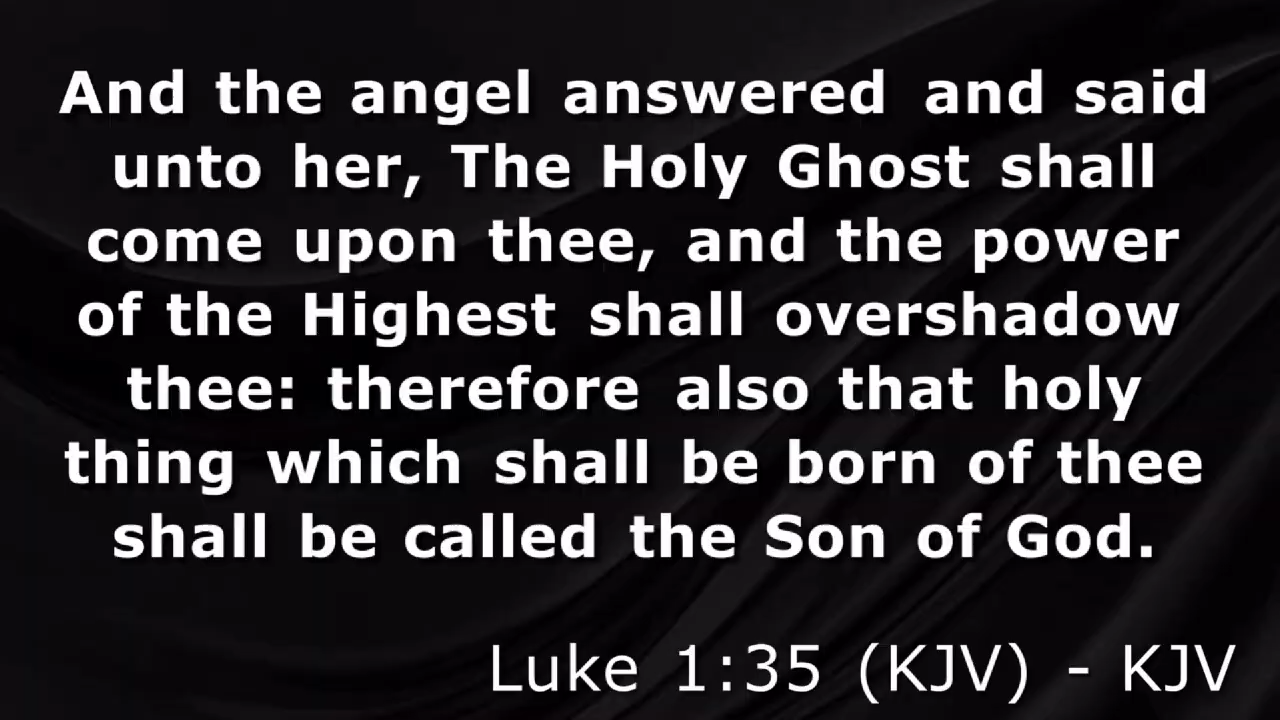 And the angel answered and said
unto her, The Holy Ghost shall
come upon thee, and the power
of the Highest shall overshadow
thee: therefore also that holy
thing which shall be born of thee
shall be called the Son of God.
Luke 1:35 (KJV) - KJV